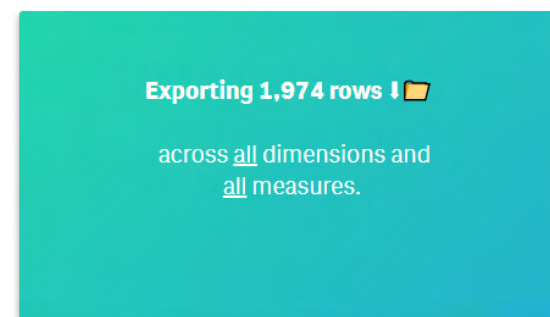 Exporting 1,974 rows ⬇📂
across all dimensions and
all measures.